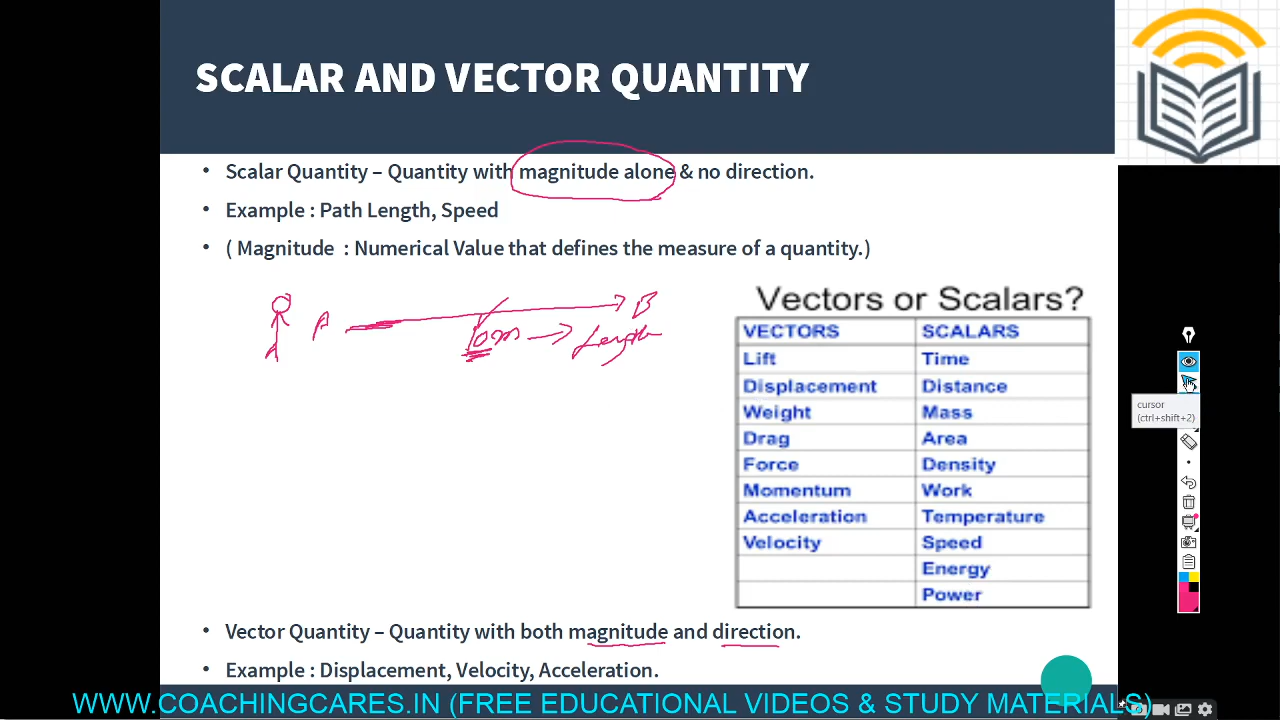 SCALAR AND VECTOR QUANTITY
• Scalar Quantity – Quantity with magnitude alone & no direction.
• Example : Path Length, Speed
• ( Magnitude : Numerical Value that defines the measure of a quantity.)
A
B
Length
Vectors or Scalars?
VECTORS SCALARS
Lift Time
Displacement Distance
Weight Mass
Drag Area
Force Density
Momentum Work
Acceleration Temperature
Velocity Speed
Energy
Power
cursor
(ctrl+shift+2)
• Vector Quantity – Quantity with both magnitude and direction.
• Example : Displacement, Velocity, Acceleration.
WWW.COACHINGCARES.IN (FREE EDUCATIONAL VIDEOS & STUDY MATERIALS)